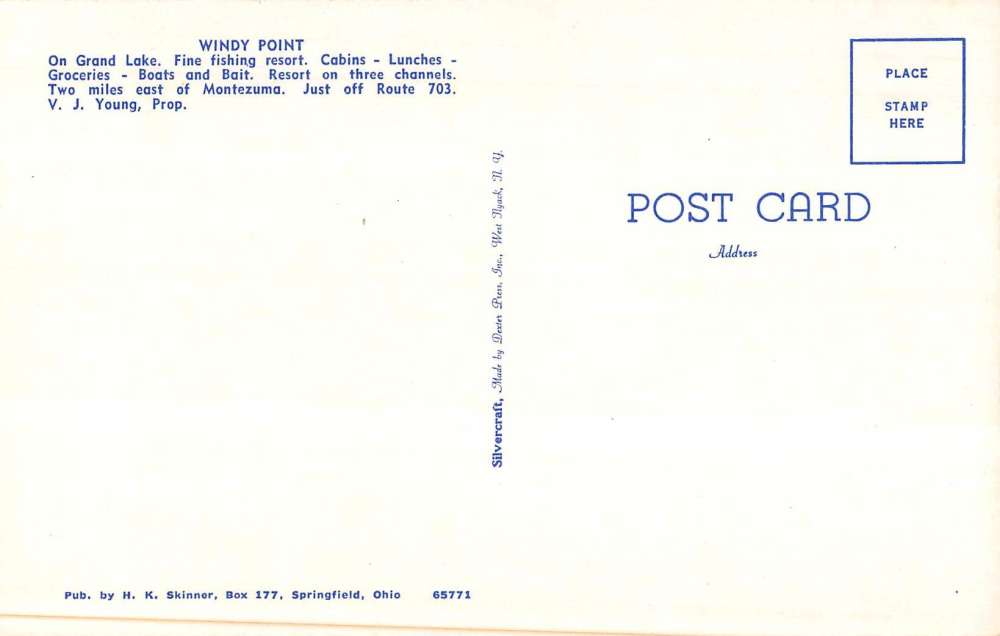 WINDY POINT
On Grand Lake. Fine fishing resort. Cabins - Lunches -
Groceries - Boats and Bait. Resort on three channels.
Two miles east of Montezuma. Just off Route 703.
V. J. Young, Prop.
PLACE
STAMP
HERE
POST CARD
Address
Silvercraft, Made by Dexter Press, Inc., West Nyack, N. Y.
Pub. by H. K. Skinner, Box 177, Springfield, Ohio 65771